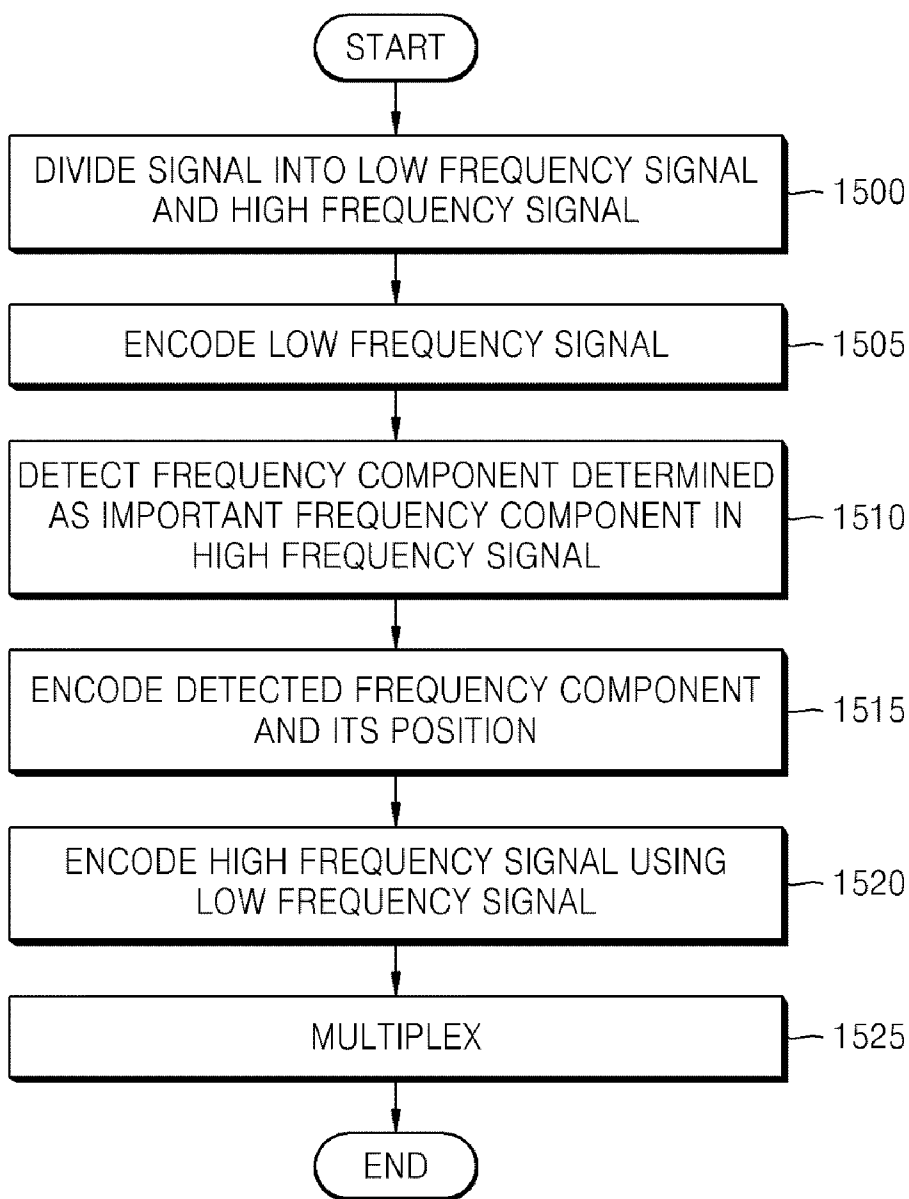 START
DIVIDE SIGNAL INTO LOW FREQUENCY SIGNAL
AND HIGH FREQUENCY SIGNAL
1500
ENCODE LOW FREQUENCY SIGNAL
1505
DETECT FREQUENCY COMPONENT DETERMINED
AS IMPORTANT FREQUENCY COMPONENT IN
HIGH FREQUENCY SIGNAL
1510
ENCODE DETECTED FREQUENCY COMPONENT
AND ITS POSITION
1515
ENCODE HIGH FREQUENCY SIGNAL USING
LOW FREQUENCY SIGNAL
1520
MULTIPLEX
1525
END